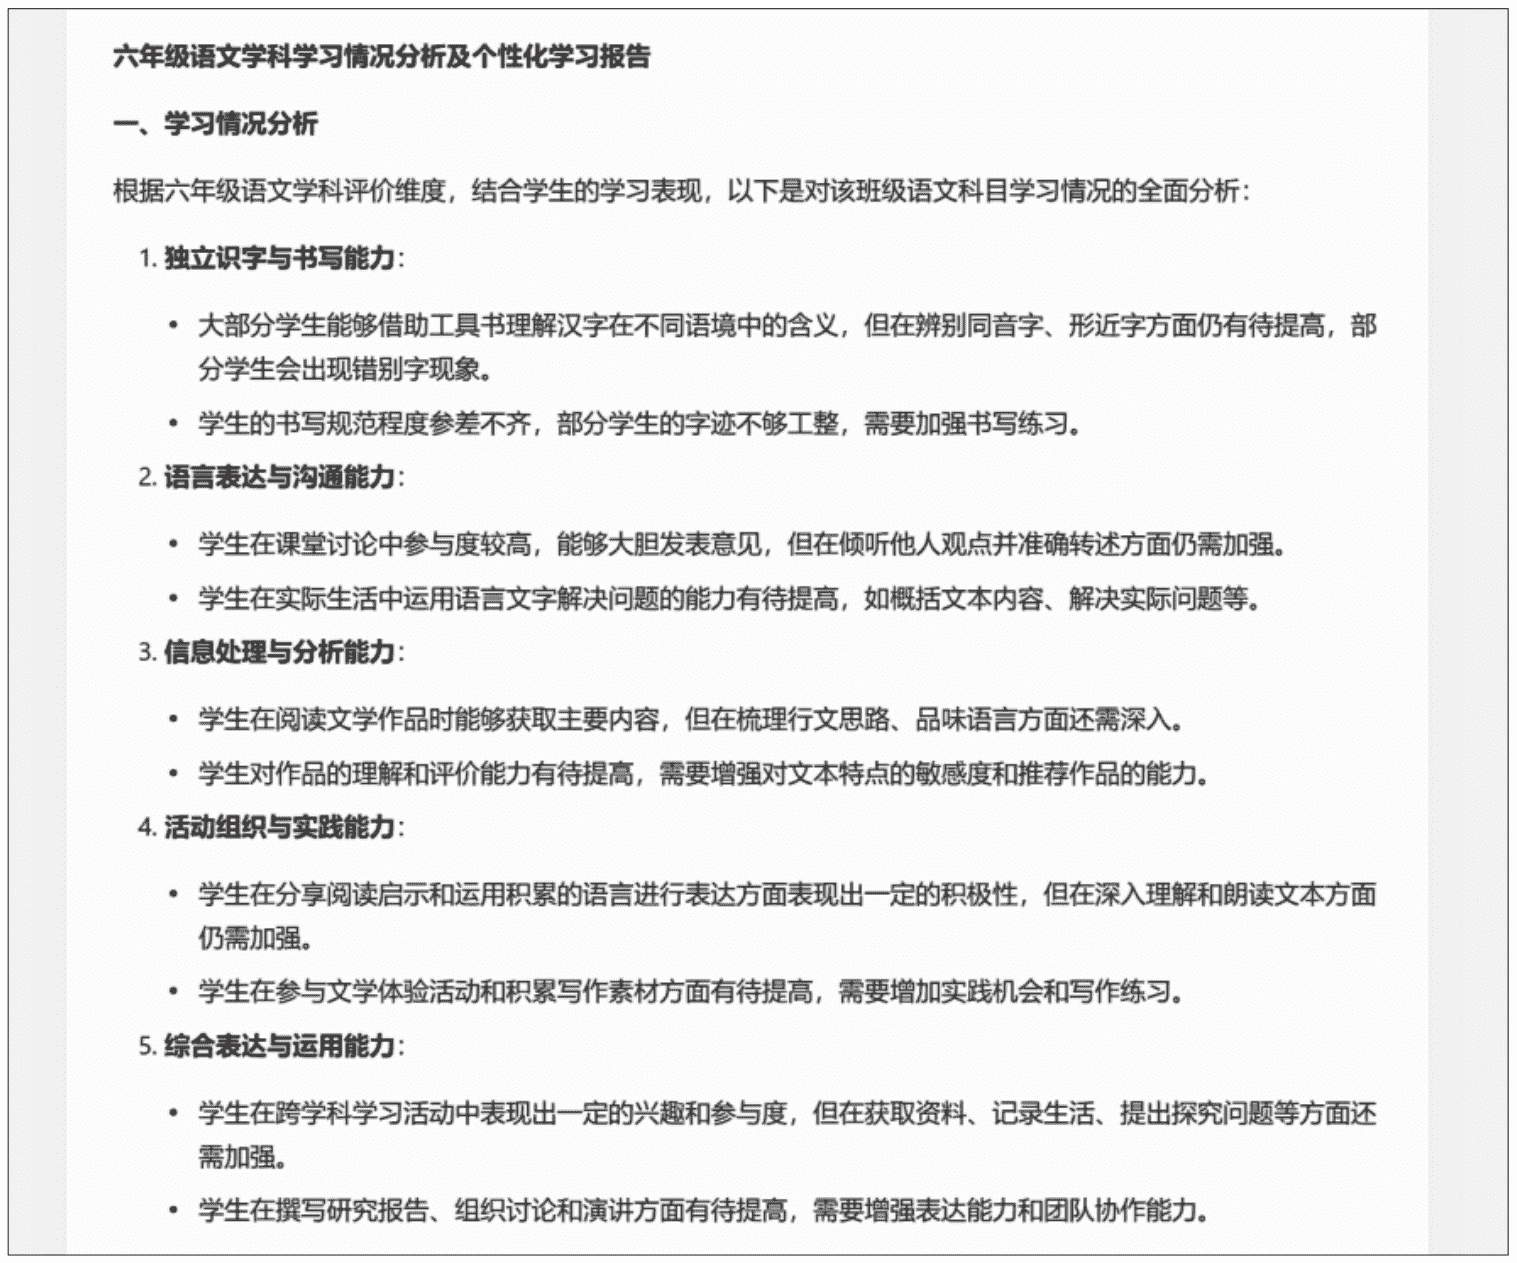 六年级语文学科学习情况分析及个性化学习报告
一、学习情况分析
根据六年级语文学科评价维度，结合学生的学习表现，以下是对该班级语文科目学习情况的全面分析：
1. 独立识字与书写能力：
• 大部分学生能够借助工具书理解汉字在不同语境中的含义，但在辨别同音字、形近字方面仍有待提高，部
分学生会出现错别字现象。
• 学生的书写规范程度参差不齐，部分学生的字迹不够工整，需要加强书写练习。
2. 语言表达与沟通能力：
• 学生在课堂讨论中参与度较高，能够大胆发表意见，但在倾听他人观点并准确转述方面仍需加强。
• 学生在实际生活中运用语言文字解决问题的能力有待提高，如概括文本内容、解决实际问题等。
3. 信息处理与分析能力：
• 学生在阅读文学作品时能够获取主要内容，但在梳理行文思路、品味语言方面还需深入。
• 学生对作品的理解和评价能力有待提高，需要增强对文本特点的敏感度和推荐作品的能力。
4. 活动组织与实践能力：
• 学生在分享阅读启示和运用积累的语言进行表达方面表现出一定的积极性，但在深入理解和朗读文本方面
仍需加强。
• 学生在参与文学体验活动和积累写作素材方面有待提高，需要增加实践机会和写作练习。
5. 综合表达与运用能力：
• 学生在跨学科学习活动中表现出一定的兴趣和参与度，但在获取资料、记录生活、提出探究问题等方面还
需加强。
• 学生在撰写研究报告、组织讨论和演讲方面有待提高，需要增强表达能力和团队协作能力。